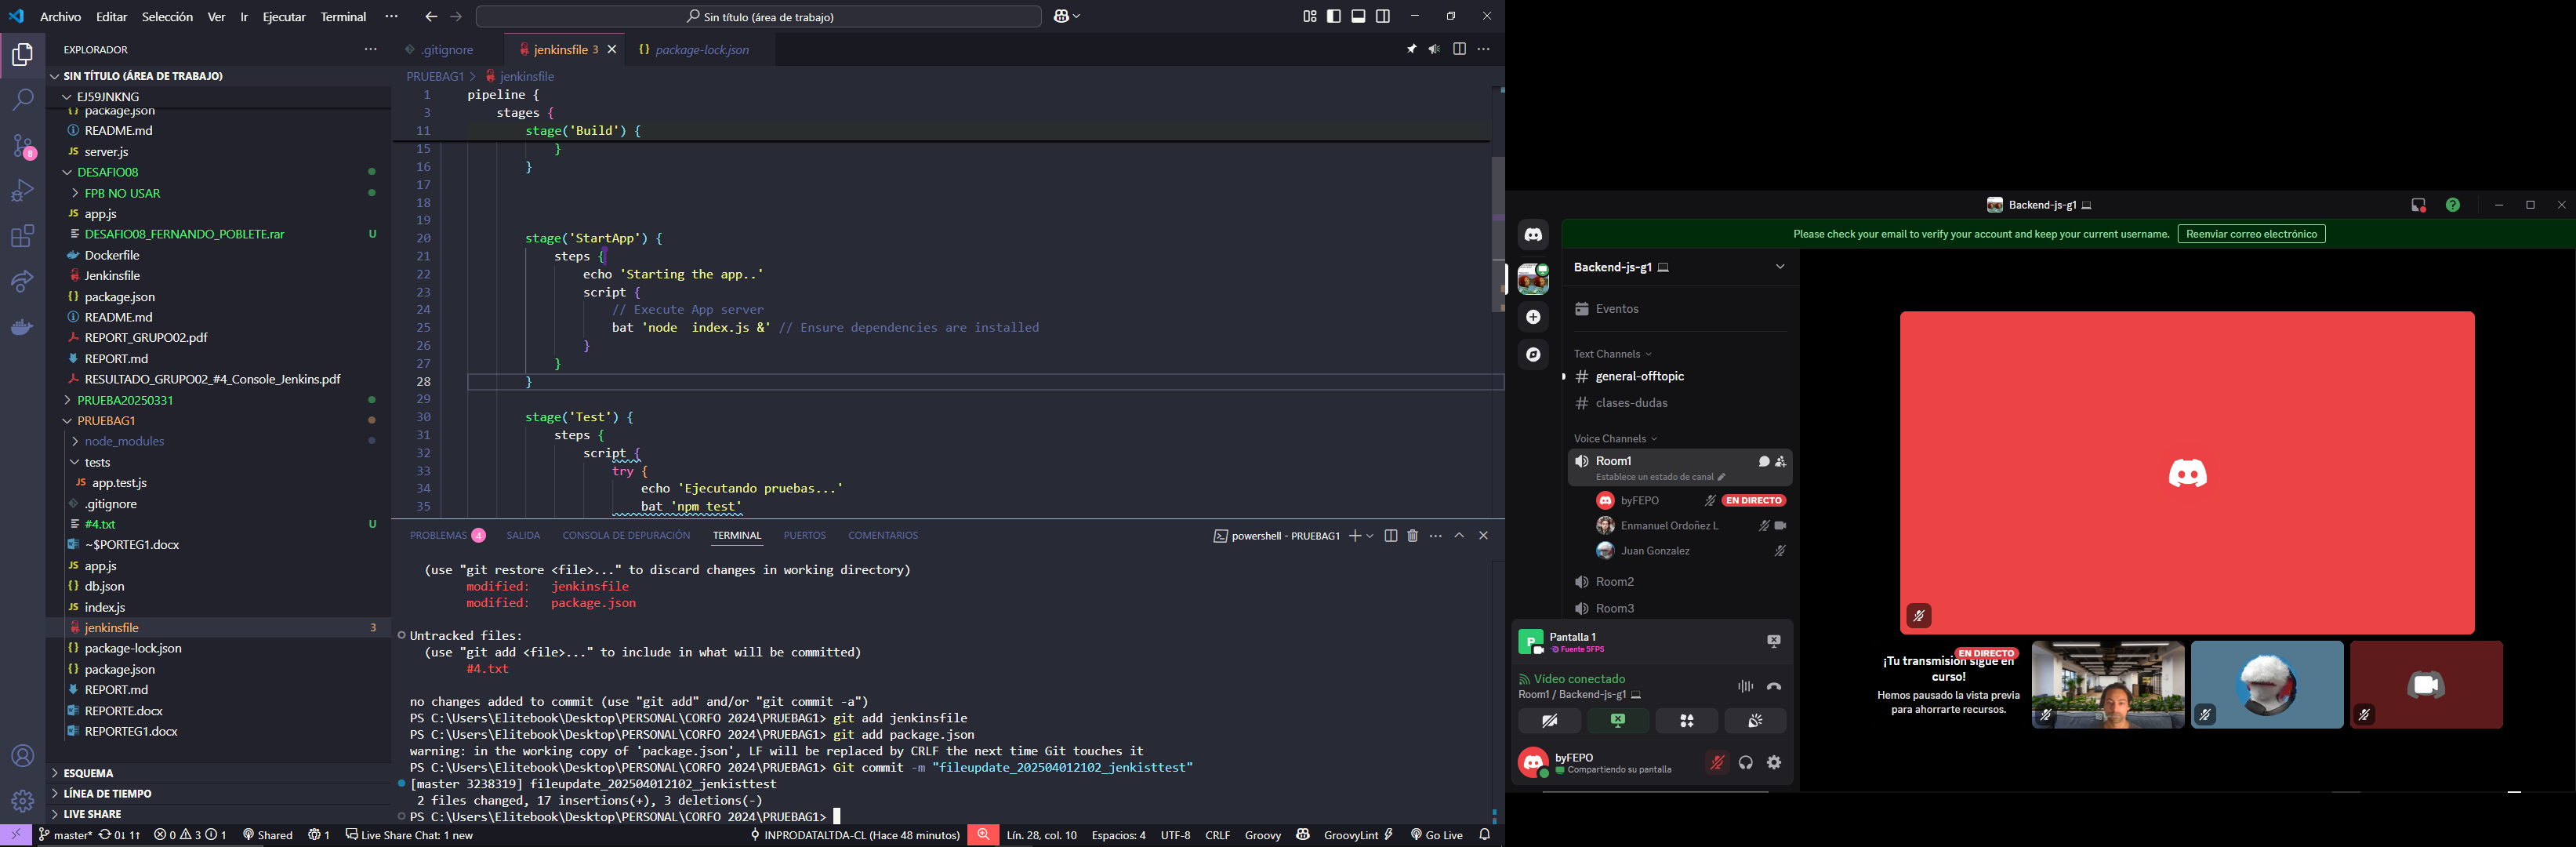 Archivo Editar Selección Ver Ir Ejecutar Terminal ···
Sin título (área de trabajo)
EXPLORADOR
SIN TÍTULO (ÁREA DE TRABAJO)
EJ59JNKNG
{} package.json
README.md
JS server.js
DESAFIO08
FPB NO USAR
JS app.js
DESAFIO08_FERNANDO_POBLETE.rar U
Dockerfile
Jenkinsfile
{} package.json
README.md
REPORT_GRUPO02.pdf
REPORT.md
RESULTADO_GRUPO02_#4_Console_Jenkins.pdf
PRUEBA20250331
PRUEBAG1
node_modules
tests
JS app.test.js
.gitignore
#4.txt U
~$PORTEG1.docx
JS app.js
{} db.json
JS index.js
jenkinsfile 3
{} package-lock.json
{} package.json
REPORT.md
REPORTE.docx
REPORTEG1.docx
ESQUEMA
LÍNEA DE TIEMPO
LIVE SHARE
8
.gitignore
jenkinsfile 3
{} package-lock.json
PRUEBAG1 > jenkinsfile
1 pipeline {
3 stages {
11 stage('Build') {
15 }
16 }
17
18
19
20 stage('StartApp') {
21 steps {
22 echo 'Starting the app..'
23 script {
24 // Execute App server
25 bat 'node  index.js &' // Ensure dependencies are installed
26 }
27 }
28 }
29
30 stage('Test') {
31 steps {
32 script {
33 try {
34 echo 'Ejecutando pruebas...'
35 bat 'npm test'
PROBLEMAS 4 SALIDA CONSOLA DE DEPURACIÓN TERMINAL PUERTOS COMENTARIOS
powershell - PRUEBAG1
(use "git restore <file>..." to discard changes in working directory)
modified: jenkinsfile
modified: package.json
Untracked files:
(use "git add <file>..." to include in what will be committed)
#4.txt
no changes added to commit (use "git add" and/or "git commit -a")
PS C:\Users\Elitebook\Desktop\PERSONAL\CORFO 2024\PRUEBAG1> git add jenkinsfile
PS C:\Users\Elitebook\Desktop\PERSONAL\CORFO 2024\PRUEBAG1> git add package.json
warning: in the working copy of 'package.json', LF will be replaced by CRLF the next time Git touches it
PS C:\Users\Elitebook\Desktop\PERSONAL\CORFO 2024\PRUEBAG1> Git commit -m "fileupdate_202504012102_jenkisttest"
[master 3238319] fileupdate_202504012102_jenkisttest
2 files changed, 17 insertions(+), 3 deletions(-)
PS C:\Users\Elitebook\Desktop\PERSONAL\CORFO 2024\PRUEBAG1>
master* 0↓ 1↑ 0 3 1 Shared 1 Live Share Chat: 1 new
INPRODATALTDA-CL (Hace 48 minutos) Lín. 28, col. 10 Espacios: 4 UTF-8 CRLF Groovy GroovyLint Go Live
Backend-js-g1
Please check your email to verify your account and keep your current username. Reenviar correo electrónico
Backend-js-g1
Eventos
Text Channels
# general-offtopic
# clases-dudas
Voice Channels
Room1
Establece un estado de canal
byFEPO EN DIRECTO
Enmanuel Ordoñez L
Juan Gonzalez
Room2
Room3
P Pantalla 1
Fuente 5FPS
Vídeo conectado
Room1 / Backend-js-g1
byFEPO
Compartiendo su pantalla
EN DIRECTO
¡Tu transmisión sigue en
curso!
Hemos pausado la vista previa
para ahorrarte recursos.